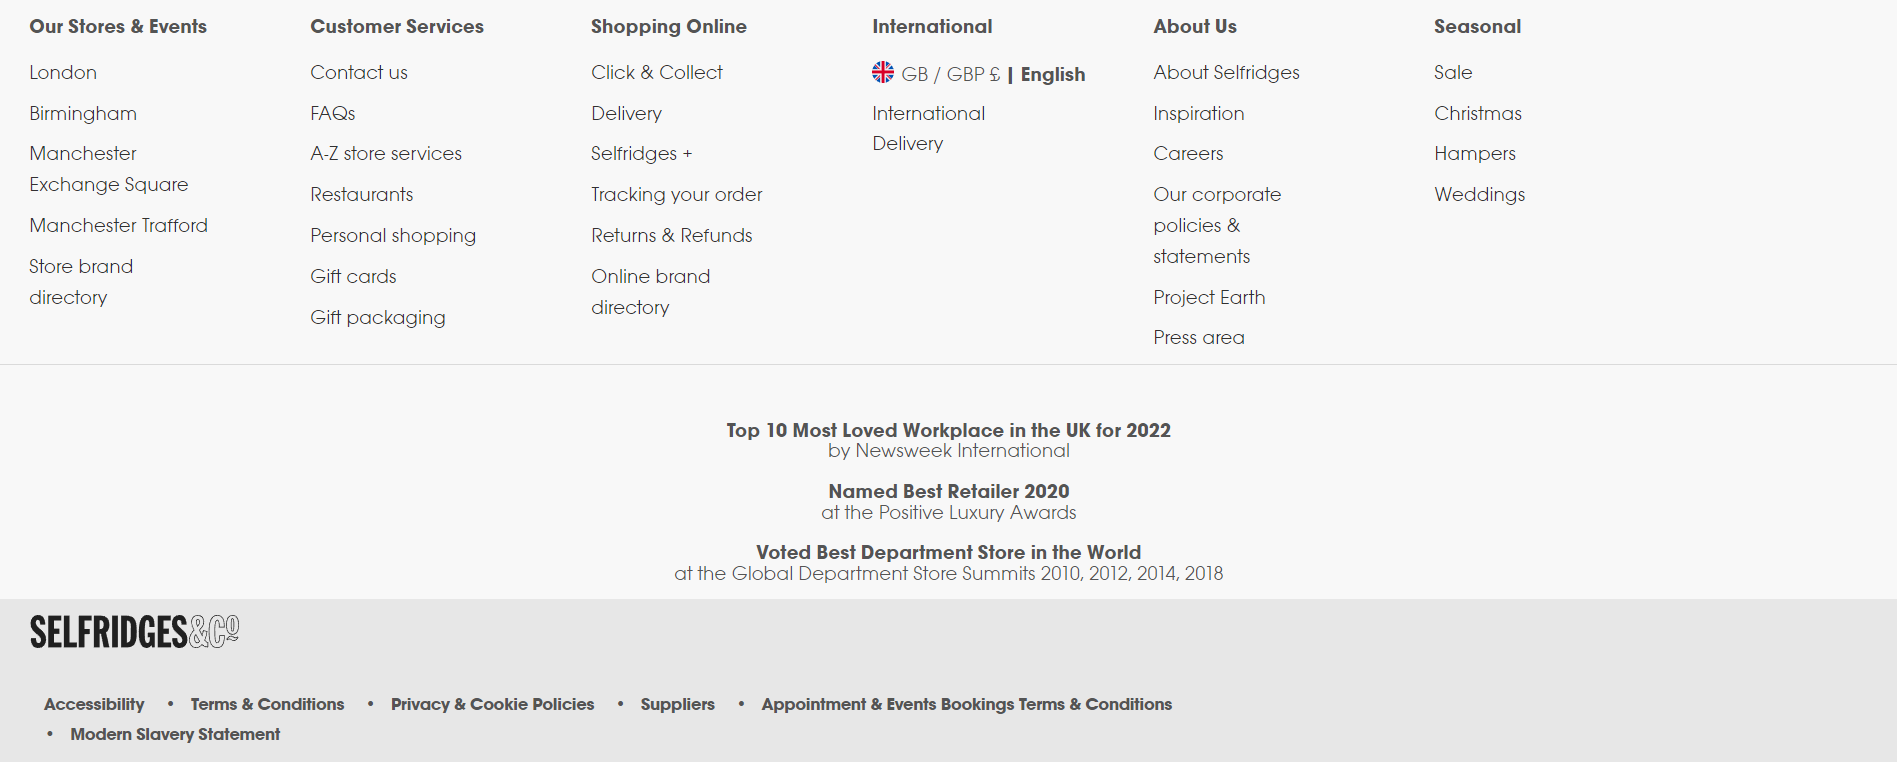 Our Stores & Events
London
Birmingham
Manchester
Exchange Square
Manchester Trafford
Store brand
directory
Customer Services
Contact us
FAQs
A-Z store services
Restaurants
Personal shopping
Gift cards
Gift packaging
Shopping Online
Click & Collect
Delivery
Selfridges +
Tracking your order
Returns & Refunds
Online brand
directory
International
GB / GBP £ | English
International
Delivery
About Us
About Selfridges
Inspiration
Careers
Our corporate
policies &
statements
Project Earth
Press area
Seasonal
Sale
Christmas
Hampers
Weddings
Top 10 Most Loved Workplace in the UK for 2022
by Newsweek International
Named Best Retailer 2020
at the Positive Luxury Awards
Voted Best Department Store in the World
at the Global Department Store Summits 2010, 2012, 2014, 2018
SELFRIDGES&Co
Accessibility • Terms & Conditions • Privacy & Cookie Policies • Suppliers • Appointment & Events Bookings Terms & Conditions
• Modern Slavery Statement